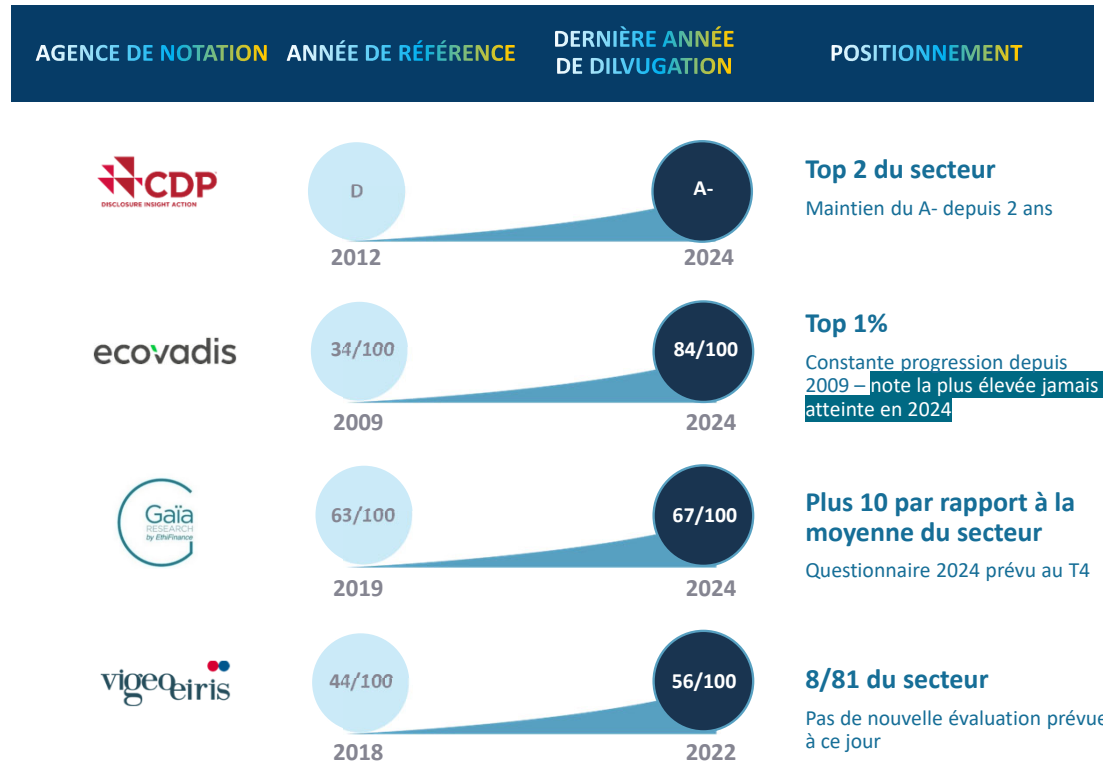 AGENCE DE NOTATION
ANNÉE DE RÉFÉRENCE
DERNIÈRE ANNÉE
DE DILVUGATION
POSITIONNEMENT
CDP
DISCLOSURE INSIGHT ACTION
D
2012
A-
2024
Top 2 du secteur
Maintien du A- depuis 2 ans
ecovadis
34/100
2009
84/100
2024
Top 1%
Constante progression depuis
2009 – note la plus élevée jamais
atteinte en 2024
Gaïa
RESEARCH
by EthiFinance
63/100
2019
67/100
2024
Plus 10 par rapport à la
moyenne du secteur
Questionnaire 2024 prévu au T4
vigeo eiris
44/100
2018
56/100
2022
8/81 du secteur
Pas de nouvelle évaluation prévue
à ce jour